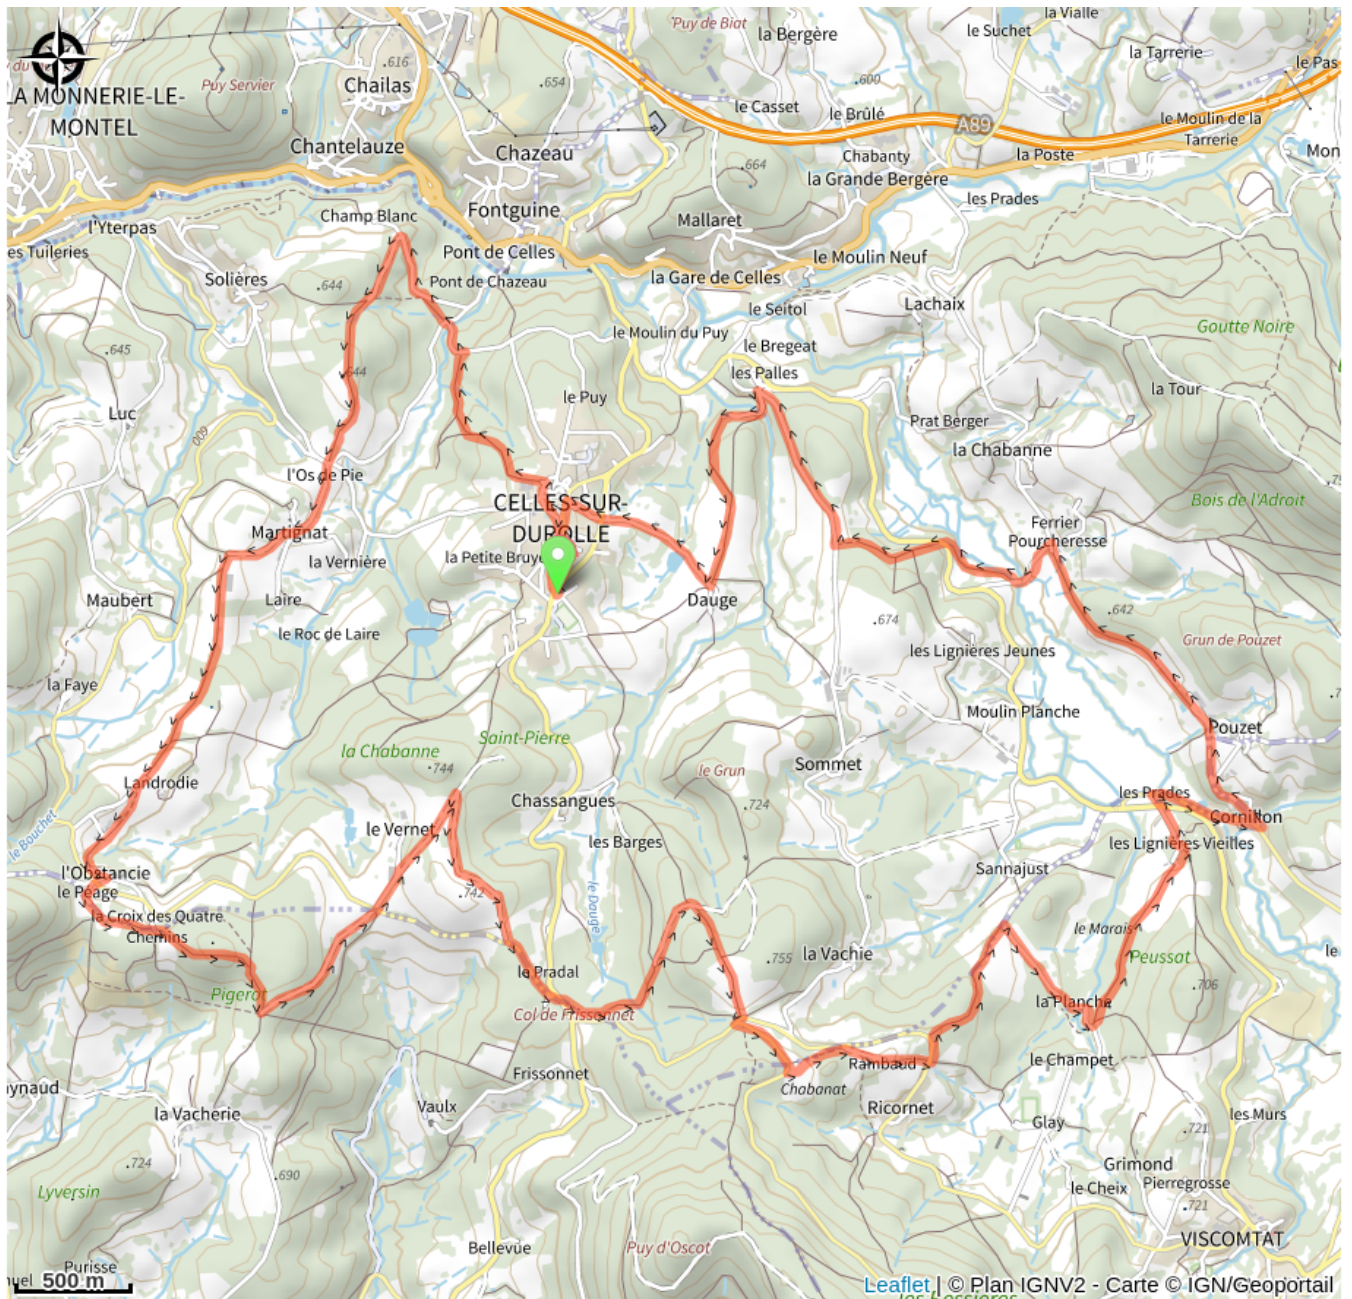 Puy de Biat
la Bergère
le Suchet
la Vialle
la Tarrerie
le Pas
.616
Puy Servier
Chailas
.654
.600
LA MONNERIE-LE-
MONTEL
le Casset
le Brûlé
A89
le Moulin de la
Tarrerie
Chantelauze
Chazeau
.664
Chabanty
la Poste
Mon
la Grande Bergère
les Prades
Champ Blanc
Fontguine
Mallaret
l'Yterpas
es Tuileries
Pont de Celles
le Moulin Neuf
Solières
.644
Pont de Chazeau
la Gare de Celles
Lachaix
le Seitol
Goutte Noire
.645
le Moulin du Puy
le Bregeat
les Palles
644
la Tour
Luc
le Puy
Prat Berger
600
la Chabanne
l'Os de Pie
CELLES-SUR-
DUROLLE
Bois de l'Adroit
Martignat
Ferrier
Pourcheresse
la Vernière
la Petite Bruye
Maubert
Laire
Dauge
.642
le Roc de Laire
.674
les Lignières Jeunes
Grun de Pouzet
la Faye
Moulin Planche
Pouzet
Saint-Pierre
la Chabanne
.744
le Grun
Sommet
Landrodie
les Prades
Chassangues
.724
Cornillon
le Bouchet
le Vernet
les Barges
les Lignières Vieilles
l'Obstancie
le Péage
Sannajust
.742
le Dauge
la Croix des Quatre
Chemins
le Marais
la Vachie
.755
Peussat
le
le Pradal
.706
Pigerot
la Planche
Col de Frissonnet
le Champet
Rambaud
Frissonnet
Chabanat
aynaud
Vaulx
Ricornet
la Vacherie
Glay
les Murs
.721
.724
.690
Grimond
Pierregrosse
le Cheix
Lyversin
.721
VISCOMTAT
Bellevue
Puy d'Oscot
Purisse
500 m
Leaflet | © Plan IGNV2 - Carte © IGN/Geoportail